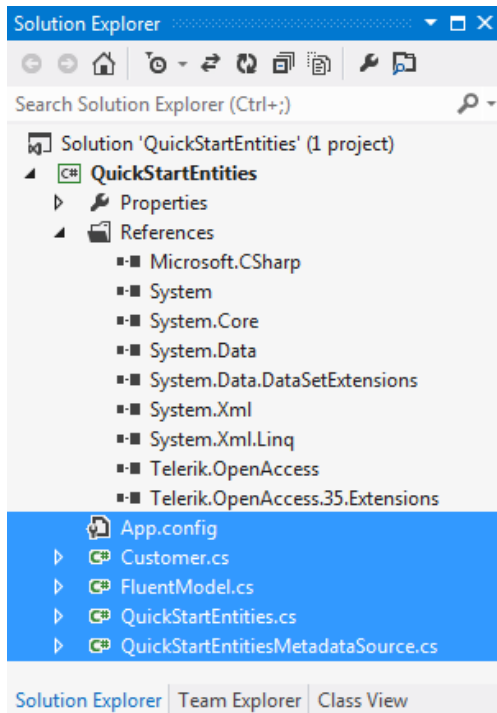 Solution Explorer
Search Solution Explorer (Ctrl+;)
Solution 'QuickStartEntities' (1 project)
C# QuickStartEntities
Properties
References
Microsoft.CSharp
System
System.Core
System.Data
System.Data.DataSetExtensions
System.Xml
System.Xml.Linq
Telerik.OpenAccess
Telerik.OpenAccess.35.Extensions
App.config
C# Customer.cs
C# FluentModel.cs
C# QuickStartEntities.cs
C# QuickStartEntitiesMetadataSource.cs
Solution Explorer Team Explorer Class View